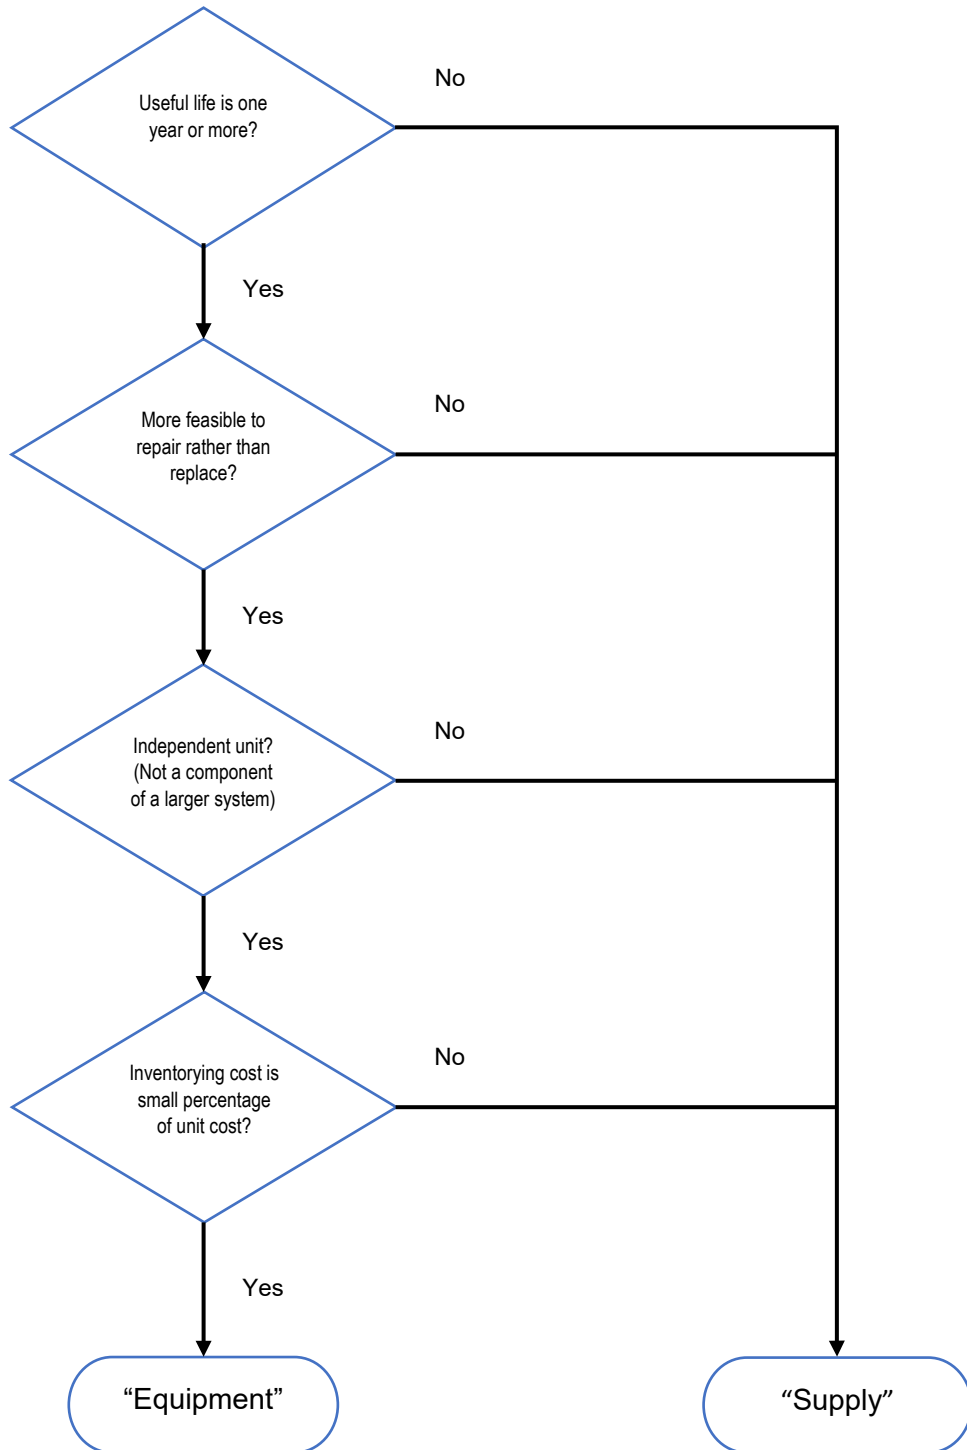 Useful life is one
year or more?
No
Yes
More feasible to
repair rather than
replace?
No
Yes
Independent unit?
(Not a component
of a larger system)
No
Yes
Inventorying cost is
small percentage
of unit cost?
No
Yes
“Equipment”
“Supply”